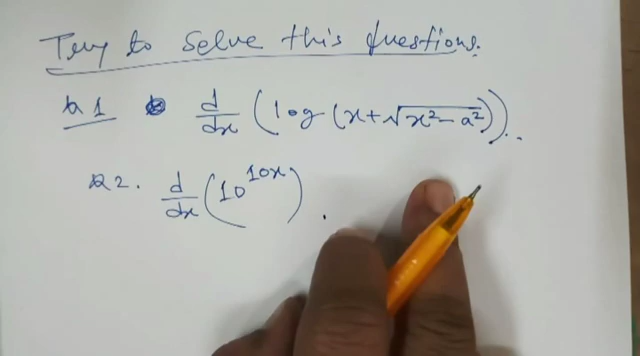 Try to solve this questions.
Q1 d/dx (log (x+√x²-a²))..
Q2. d/dx (10^10x) .